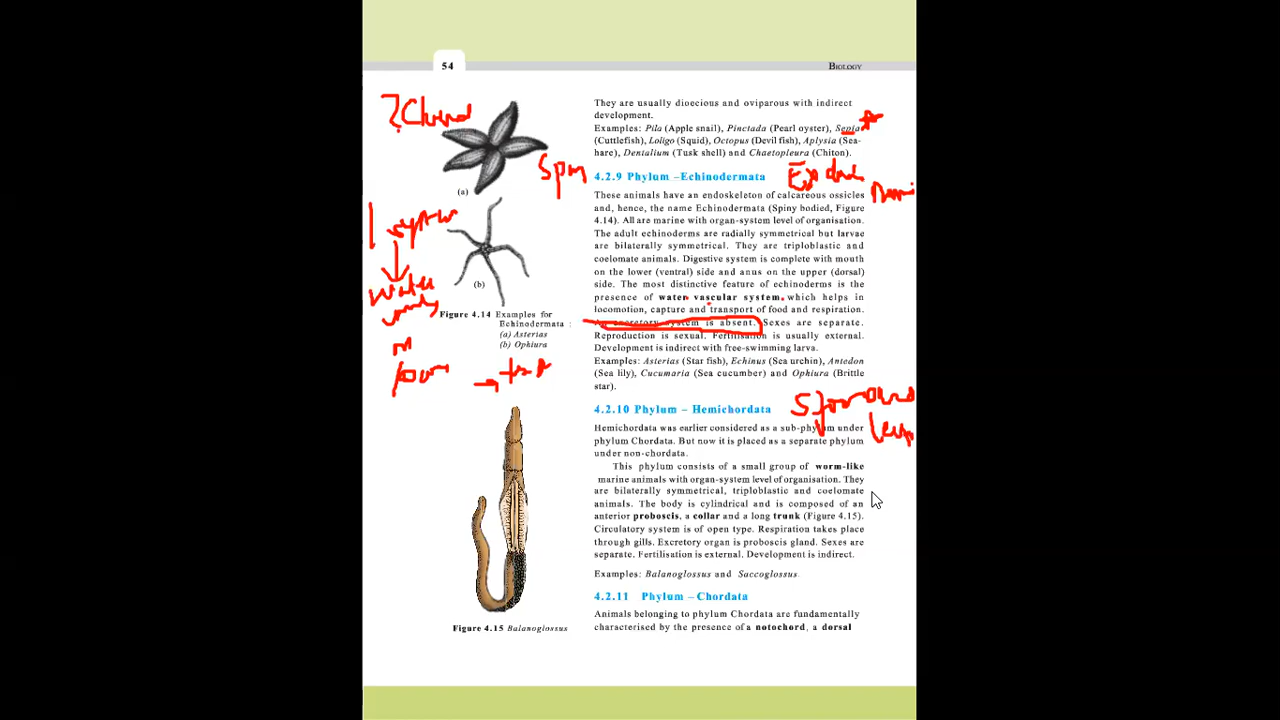 54
BIOLOGY
They are usually dioecious and oviparous with indirect
development.
Examples: Pila (Apple snail), Pinctada (Pearl oyster), Sepia
(Cuttlefish), Loligo (Squid), Octopus (Devil fish), Aplysia (Sea-
hare), Dentalium (Tusk shell) and Chaetopleura (Chiton).
(a)
4.2.9 Phylum –Echinodermata
These animals have an endoskeleton of calcareous ossicles
and, hence, the name Echinodermata (Spiny bodied, Figure
4.14). All are marine with organ-system level of organisation.
The adult echinoderms are radially symmetrical but larvae
are bilaterally symmetrical. They are triploblastic and
coelomate animals. Digestive system is complete with mouth
on the lower (ventral) side and anus on the upper (dorsal)
side. The most distinctive feature of echinoderms is the
presence of water vascular system which helps in
locomotion, capture and transport of food and respiration.
An excretory system is absent. Sexes are separate.
Reproduction is sexual. Fertilisation is usually external.
Development is indirect with free-swimming larva.
Examples: Asterias (Star fish), Echinus (Sea urchin), Antedon
(Sea lily), Cucumaria (Sea cucumber) and Ophiura (Brittle
star).
water
(b)
Figure 4.14 Examples for
Echinodermata :
(a) Asterias
(b) Ophiura
4.2.10 Phylum – Hemichordata
Hemichordata was earlier considered as a sub-phylum under
phylum Chordata. But now it is placed as a separate phylum
under non-chordata.
This phylum consists of a small group of worm-like
marine animals with organ-system level of organisation. They
are bilaterally symmetrical, triploblastic and coelomate
animals. The body is cylindrical and is composed of an
anterior proboscis, a collar and a long trunk (Figure 4.15).
Circulatory system is of open type. Respiration takes place
through gills. Excretory organ is proboscis gland. Sexes are
separate. Fertilisation is external. Development is indirect.
Examples: Balanoglossus and Saccoglossus
Figure 4.15 Balanoglossus
4.2.11 Phylum – Chordata
Animals belonging to phylum Chordata are fundamentally
characterised by the presence of a notochord, a dorsal